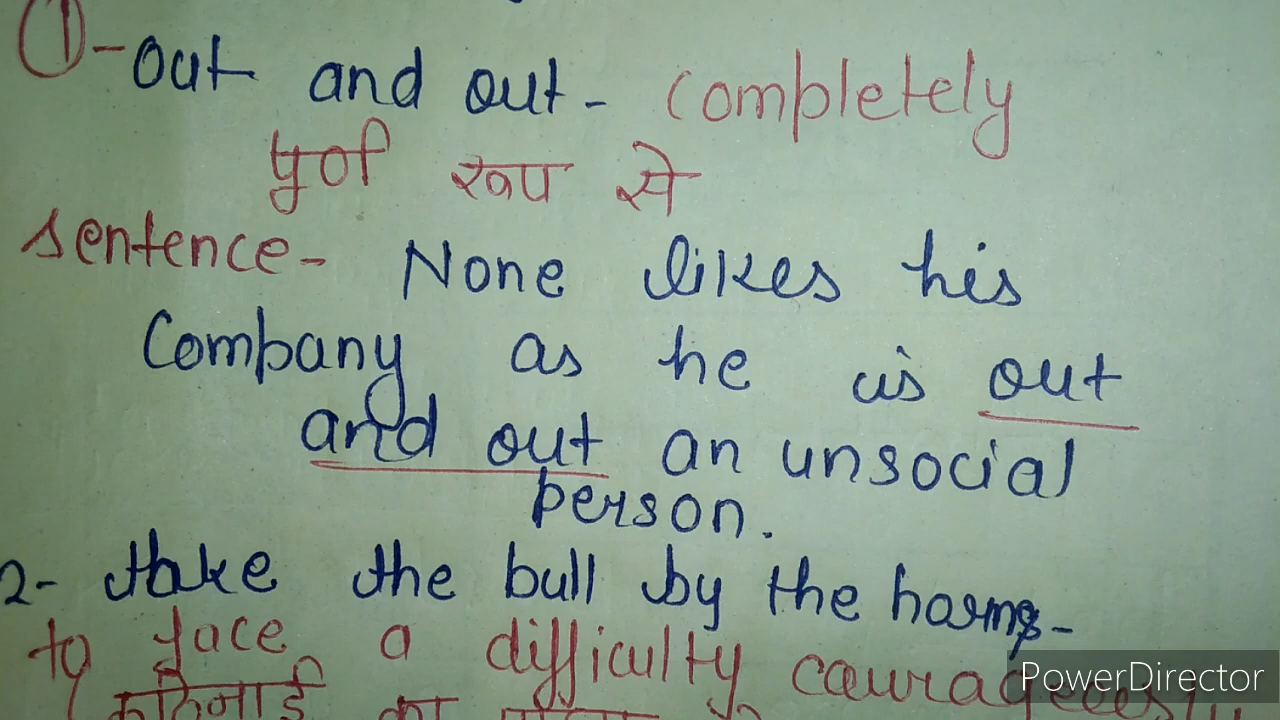 ①-out and out- completely
पूर्ण रूप से
sentence- None likes his
Company as he is out
and out an unsocial
person.
2- take the bull by the horns-
to face a difficulty
कठिनाई का
PowerDirector